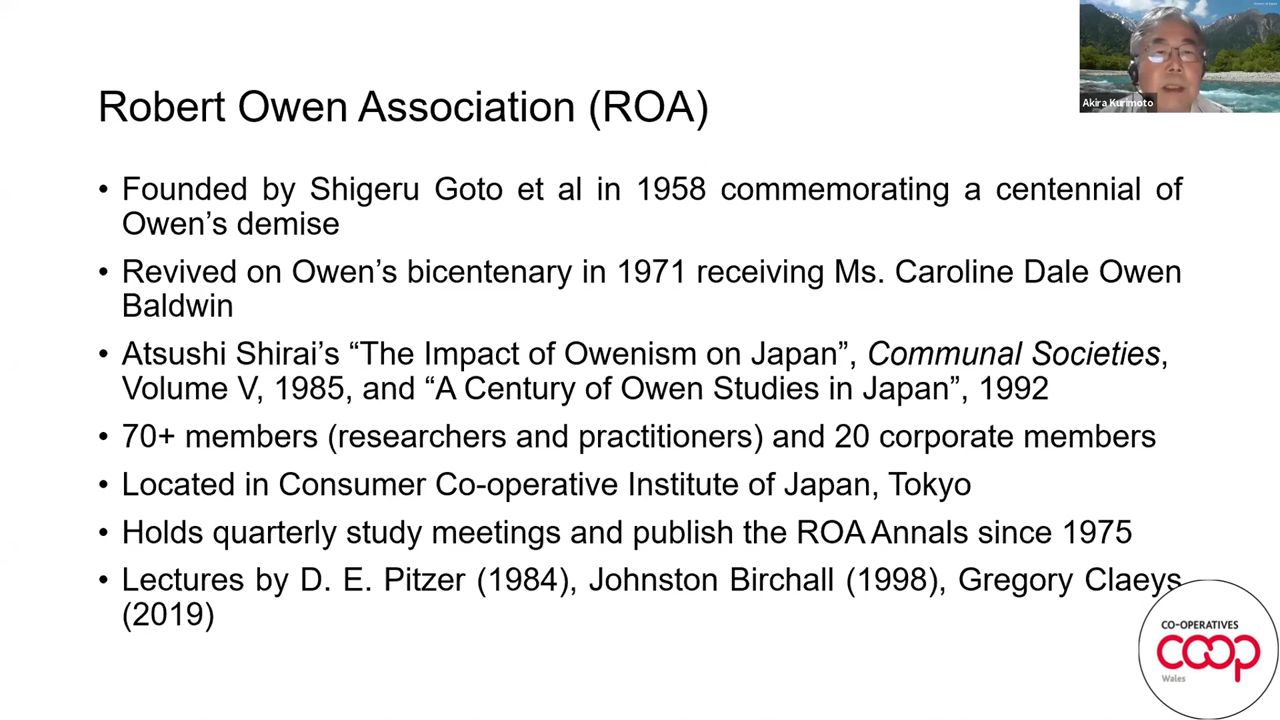 Akira Kurimoto
Robert Owen Association (ROA)
• Founded by Shigeru Goto et al in 1958 commemorating a centennial of
Owen’s demise
• Revived on Owen’s bicentenary in 1971 receiving Ms. Caroline Dale Owen
Baldwin
• Atsushi Shirai’s “The Impact of Owenism on Japan”, Communal Societies,
Volume V, 1985, and “A Century of Owen Studies in Japan”, 1992
• 70+ members (researchers and practitioners) and 20 corporate members
• Located in Consumer Co-operative Institute of Japan, Tokyo
• Holds quarterly study meetings and publish the ROA Annals since 1975
• Lectures by D. E. Pitzer (1984), Johnston Birchall (1998), Gregory Claeys
(2019)
CO-OPERATIVES
coop
Wales